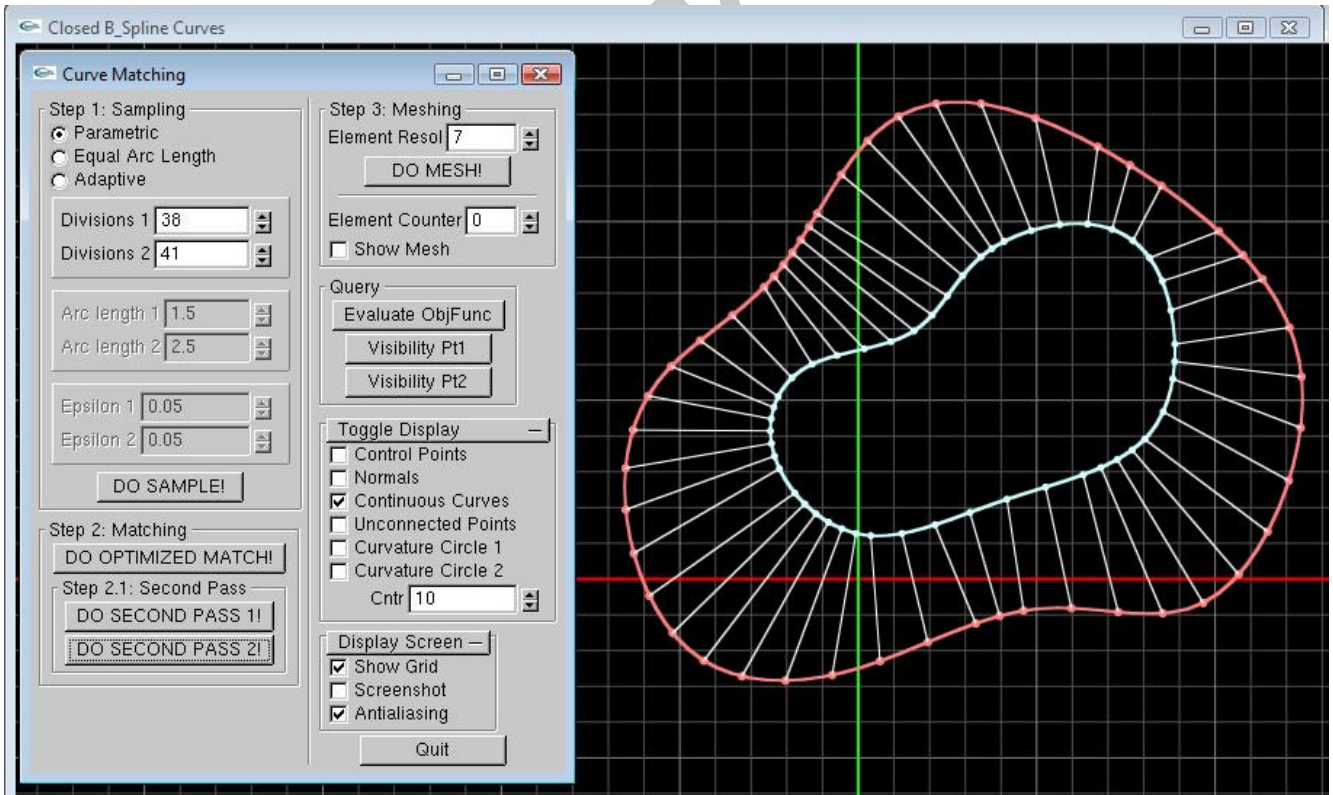 Closed B_Spline Curves
Curve Matching
Step 1: Sampling
Parametric
Equal Arc Length
Adaptive
Divisions 1 38
Divisions 2 41
Arc length 1 1.5
Arc length 2 2.5
Epsilon 1 0.05
Epsilon 2 0.05
DO SAMPLE!
Step 2: Matching
DO OPTIMIZED MATCH!
Step 2.1: Second Pass
DO SECOND PASS 1!
DO SECOND PASS 2!
Step 3: Meshing
Element Resol 7
DO MESH!
Element Counter 0
Show Mesh
Query
Evaluate ObjFunc
Visibility Pt1
Visibility Pt2
Toggle Display
Control Points
Normals
Continuous Curves
Unconnected Points
Curvature Circle 1
Curvature Circle 2
Cntr 10
Display Screen
Show Grid
Screenshot
Antialiasing
Quit